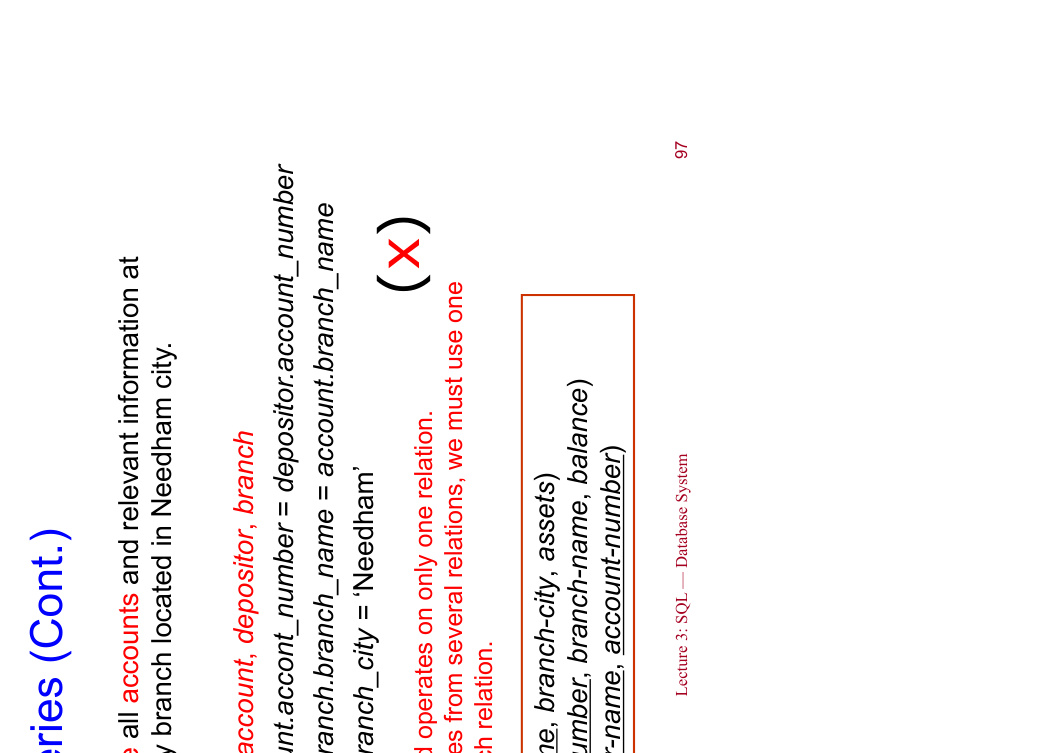 eries (Cont.)
e all accounts and relevant information at
y branch located in Needham city.
account, depositor, branch
unt.accont_number = depositor.account_number
ranch.branch_name = account.branch_name
ranch_city = ‘Needham’
(x)
d operates on only one relation.
es from several relations, we must use one
ch relation.
ne, branch-city, assets)
umber, branch-name, balance)
r-name, account-number)
Lecture 3: SQL — Database System
97